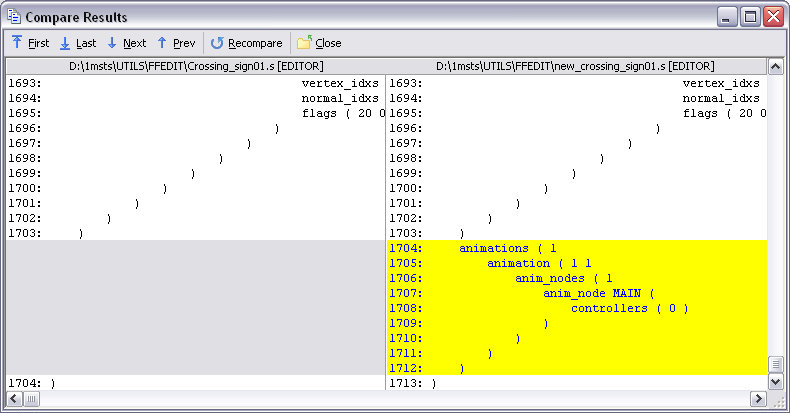 Compare Results
First Last Next Prev Recompare Close
D:\1msts\UTILS\FFEDIT\Crossing_sign01.s [EDITOR] D:\1msts\UTILS\FFEDIT\new_crossing_sign01.s [EDITOR]
1693: vertex_idxs 1693: vertex_idxs
1694: normal_idxs 1694: normal_idxs
1695: flags ( 20 0 1695: flags ( 20 0
1696: ) 1696: )
1697: ) 1697: )
1698: ) 1698: )
1699: ) 1699: )
1700: ) 1700: )
1701: ) 1701: )
1702: ) 1702: )
1703: ) 1703: )
1704: animations ( 1
1705: animation ( 1 1
1706: anim_nodes ( 1
1707: anim_node MAIN (
1708: controllers ( 0 )
1709: )
1710: )
1711: )
1712: )
1704: ) 1713: )